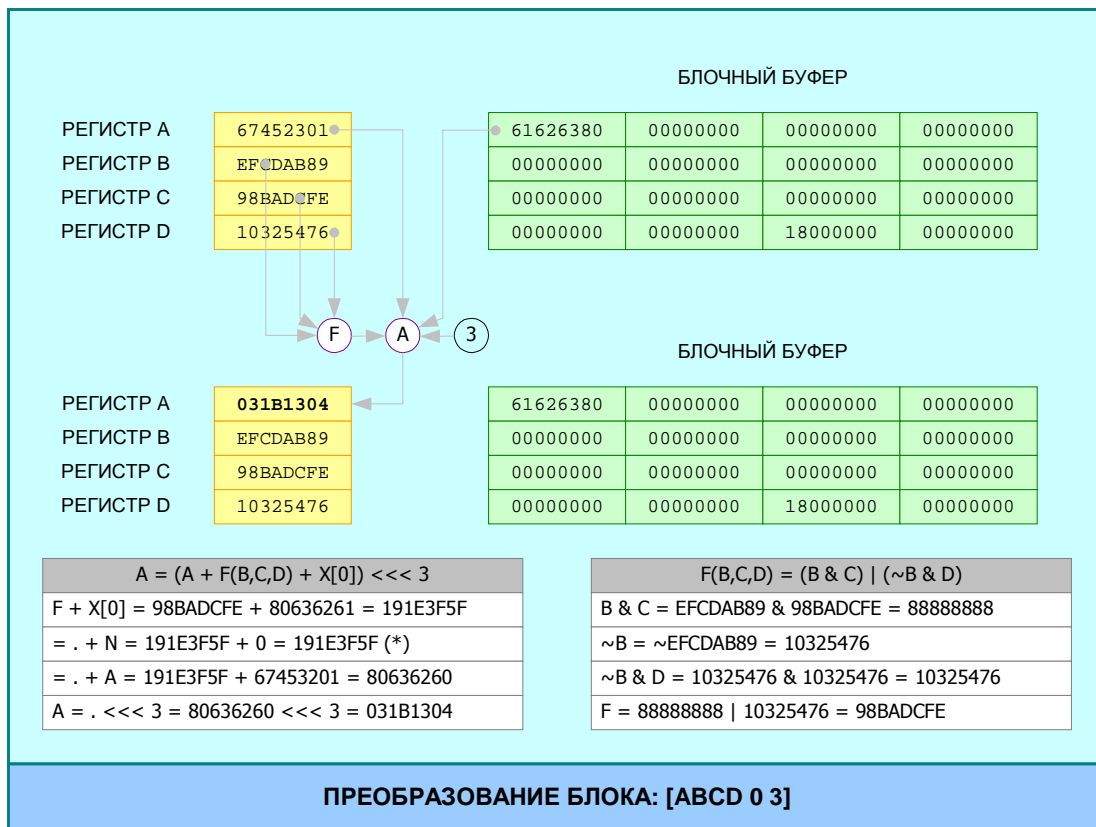 БЛОЧНЫЙ БУФЕР
РЕГИСТР A 67452301 61626380 00000000 00000000 00000000
РЕГИСТР B EFCDAB89 00000000 00000000 00000000 00000000
РЕГИСТР C 98BADCFE 00000000 00000000 00000000 00000000
РЕГИСТР D 10325476 00000000 00000000 18000000 00000000
F A 3
БЛОЧНЫЙ БУФЕР
РЕГИСТР A 031B1304 61626380 00000000 00000000 00000000
РЕГИСТР B EFCDAB89 00000000 00000000 00000000 00000000
РЕГИСТР C 98BADCFE 00000000 00000000 00000000 00000000
РЕГИСТР D 10325476 00000000 00000000 18000000 00000000
A = (A + F(B,C,D) + X[0]) <<< 3
F + X[0] = 98BADCFE + 80636261 = 191E3F5F
= . + N = 191E3F5F + 0 = 191E3F5F (*)
= . + A = 191E3F5F + 67453201 = 80636260
A = . <<< 3 = 80636260 <<< 3 = 031B1304
F(B,C,D) = (B & C) | (~B & D)
B & C = EFCDAB89 & 98BADCFE = 88888888
~B = ~EFCDAB89 = 10325476
~B & D = 10325476 & 10325476 = 10325476
F = 88888888 | 10325476 = 98BADCFE
ПРЕОБРАЗОВАНИЕ БЛОКА: [ABCD 0 3]